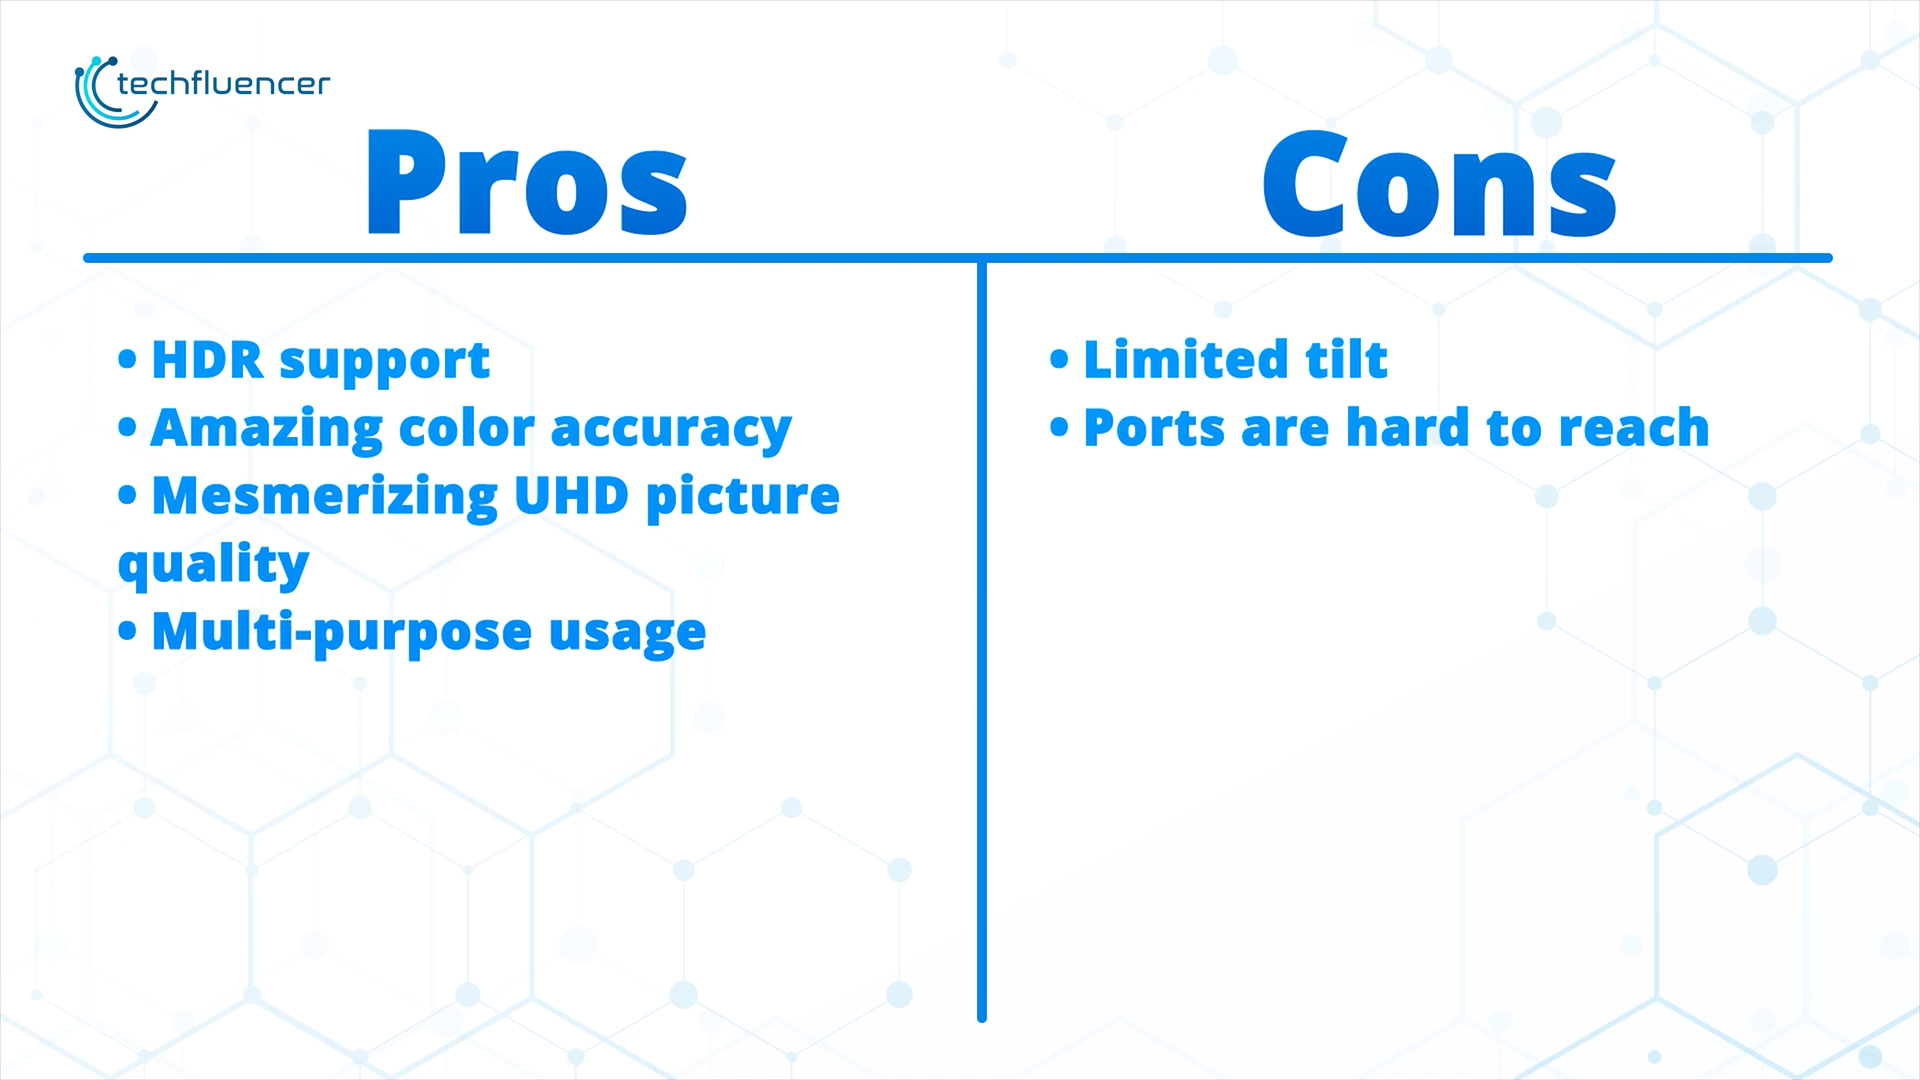 techfluencer
Pros
Cons
• HDR support
• Amazing color accuracy
• Mesmerizing UHD picture
quality
• Multi-purpose usage
• Limited tilt
• Ports are hard to reach